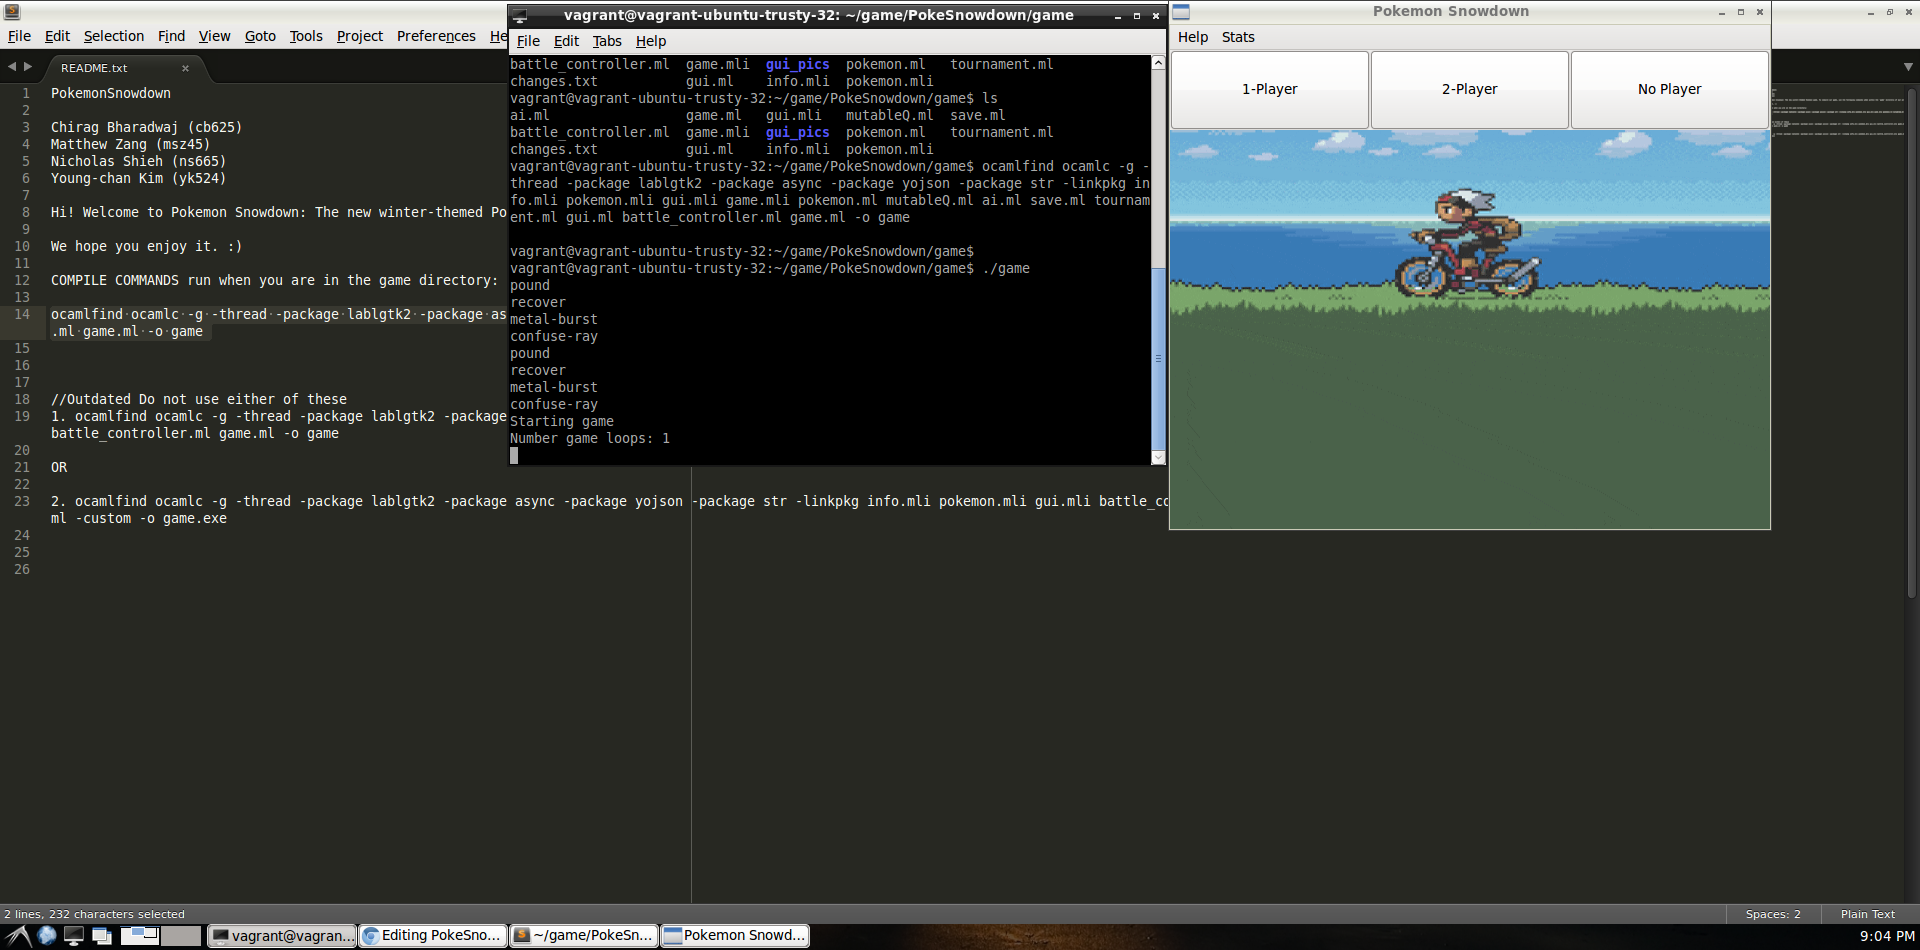 File Edit Selection Find View Goto Tools Project Preferences He
README.txt
1 PokemonSnowdown
2
3 Chirag Bharadwaj (cb625)
4 Matthew Zang (msz45)
5 Nicholas Shieh (ns665)
6 Young-chan Kim (yk524)
7
8 Hi! Welcome to Pokemon Snowdown: The new winter-themed Po
9
10 We hope you enjoy it. :)
11
12 COMPILE COMMANDS run when you are in the game directory:
13
14 ocamlfind ocamlc -g -thread -package lablgtk2 -package as
.ml game.ml -o game
15
16
17
18 //Outdated Do not use either of these
19 1. ocamlfind ocamlc -g -thread -package lablgtk2 -package
battle_controller.ml game.ml -o game
20
21 OR
22
23 2. ocamlfind ocamlc -g -thread -package lablgtk2 -package async -package yojson -package str -linkpkg info.mli pokemon.mli gui.mli battle_co
ml -custom -o game.exe
24
25
26
vagrant@vagrant-ubuntu-trusty-32: ~/game/PokeSnowdown/game
File Edit Tabs Help
battle_controller.ml game.mli gui_pics pokemon.ml tournament.ml
changes.txt gui.ml info.mli pokemon.mli
vagrant@vagrant-ubuntu-trusty-32:~/game/PokeSnowdown/game$ ls
ai.ml game.ml gui.mli mutableQ.ml save.ml
battle_controller.ml game.mli gui_pics pokemon.ml tournament.ml
changes.txt gui.ml info.mli pokemon.mli
vagrant@vagrant-ubuntu-trusty-32:~/game/PokeSnowdown/game$ ocamlfind ocamlc -g -
thread -package lablgtk2 -package async -package yojson -package str -linkpkg in
fo.mli pokemon.mli gui.mli game.mli pokemon.ml mutableQ.ml ai.ml save.ml tournam
ent.ml gui.ml battle_controller.ml game.ml -o game
vagrant@vagrant-ubuntu-trusty-32:~/game/PokeSnowdown/game$
vagrant@vagrant-ubuntu-trusty-32:~/game/PokeSnowdown/game$ ./game
pound
recover
metal-burst
confuse-ray
pound
recover
metal-burst
confuse-ray
Starting game
Number game loops: 1
Pokemon Snowdown
Help Stats
1-Player 2-Player No Player
2 lines, 232 characters selected
Spaces: 2 Plain Text
vagrant@vagran... Editing PokeSno... ~/game/PokeSn... Pokemon Snowd...
9:04 PM